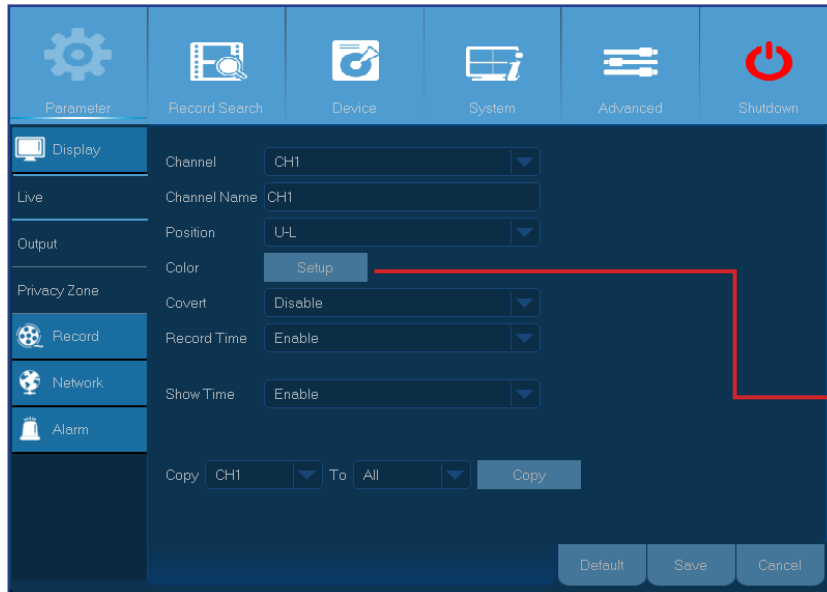 Parameter Record Search Device System Advanced Shutdown
Display
Live
Output
Privacy Zone
Record
Network
Alarm
Channel CH1
Channel Name CH1
Position U-L
Color Setup
Covert Disable
Record Time Enable
Show Time Enable
Copy CH1 To All Copy
Default Save Cancel